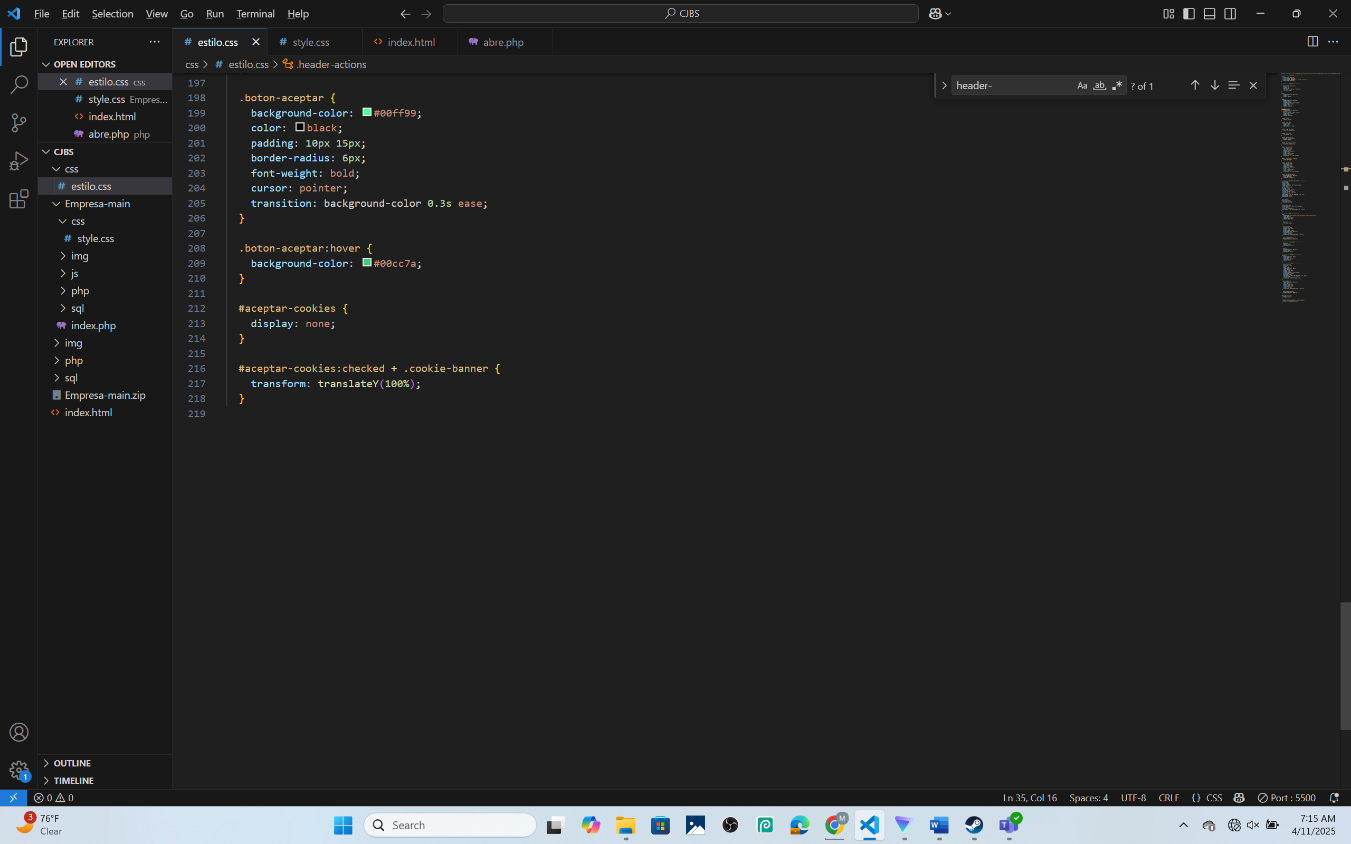 File Edit Selection View Go Run Terminal Help
CJBS
EXPLORER
estilo.css
style.css
index.html
abre.php
OPEN EDITORS
css > estilo.css > .header-actions
estilo.css css
style.css Empres...
index.html
abre.php php
CJBS
css
estilo.css
Empresa-main
css
style.css
img
js
php
sql
index.php
img
php
sql
Empresa-main.zip
index.html
OUTLINE
TIMELINE
header-
Aa
ab
? of 1
197
198 .boton-aceptar {
199 background-color: #00ff99;
200 color: black;
201 padding: 10px 15px;
202 border-radius: 6px;
203 font-weight: bold;
204 cursor: pointer;
205 transition: background-color 0.3s ease;
206 }
207
208 .boton-aceptar:hover {
209 background-color: #00cc7a;
210 }
211
212 #aceptar-cookies {
213 display: none;
214 }
215
216 #aceptar-cookies:checked + .cookie-banner {
217 transform: translateY(100%);
218 }
219
1
0 0
Ln 35, Col 16 Spaces: 4 UTF-8 CRLF {} CSS Port : 5500
3
76°F
Clear
Search
M
W
T
7:15 AM
4/11/2025